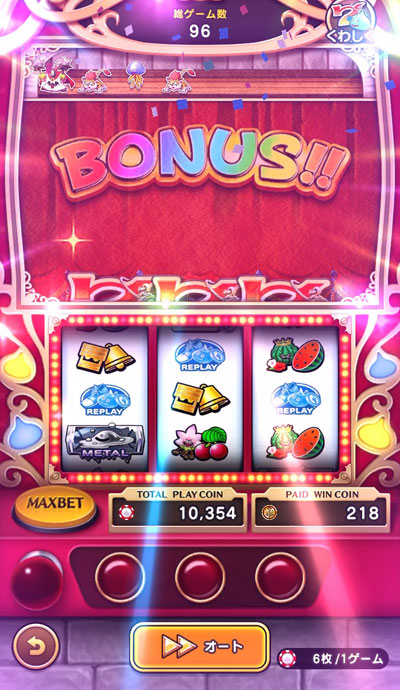 総ゲーム数
96
くわしく
BONUS!!
REPLAY
REPLAY
REPLAY
METAL
MAXBET
TOTAL PLAY COIN
10,354
PAID WIN COIN
218
オート
6枚/1ゲーム